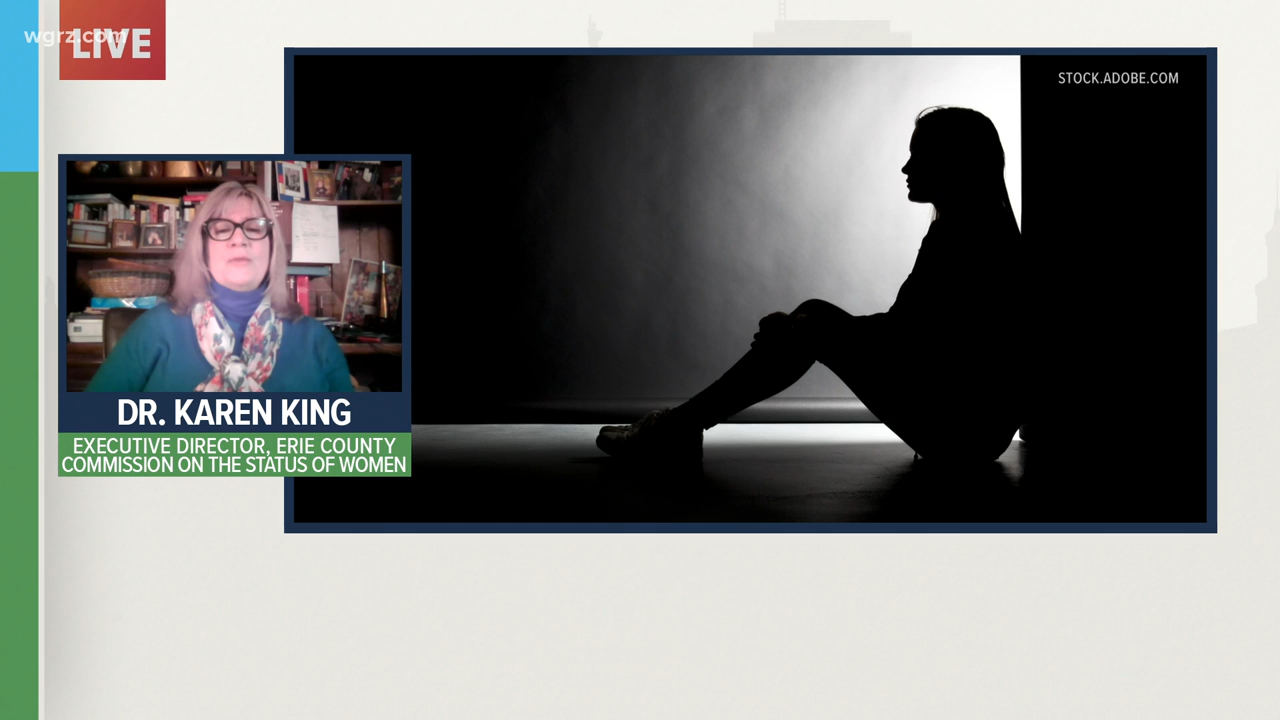 wgrz.com
LIVE
STOCK.ADOBE.COM
DR. KAREN KING
EXECUTIVE DIRECTOR, ERIE COUNTY
COMMISSION ON THE STATUS OF WOMEN